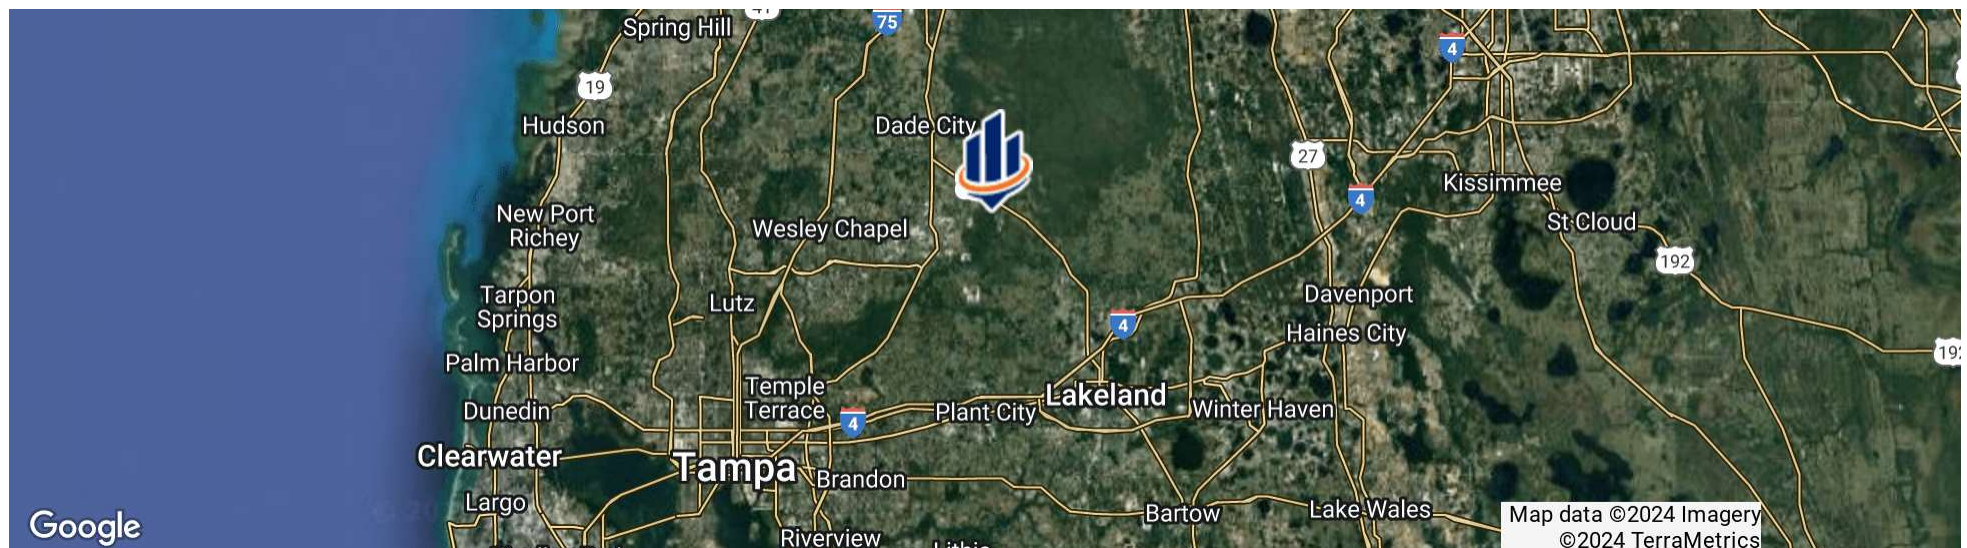 41
Spring Hill
75
4
19
Hudson
Dade City
27
Kissimmee
4
New Port
Richey
Wesley Chapel
St Cloud
192
Tarpon
Springs
Lutz
Davenport
4
Haines City
192
Palm Harbor
Temple
Terrace
Lakeland
Dunedin
Plant City
Winter Haven
4
Clearwater
Tampa
Brandon
Largo
Bartow
Lake Wales
Google
Riverview
Map data ©2024 Imagery
©2024 TerraMetrics